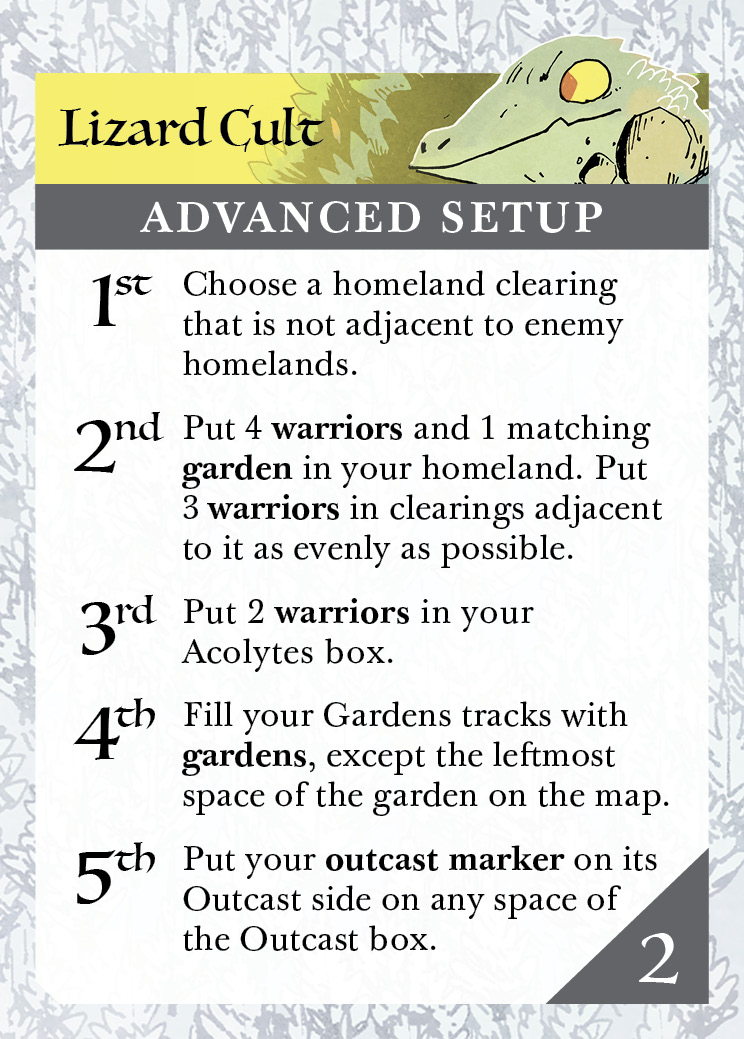 Lizard Cult
ADVANCED SETUP
1st Choose a homeland clearing
that is not adjacent to enemy
homelands.
2nd Put 4 warriors and 1 matching
garden in your homeland. Put
3 warriors in clearings adjacent
to it as evenly as possible.
3rd Put 2 warriors in your
Acolytes box.
4th Fill your Gardens tracks with
gardens, except the leftmost
space of the garden on the map.
5th Put your outcast marker on its
Outcast side on any space of
the Outcast box.
2